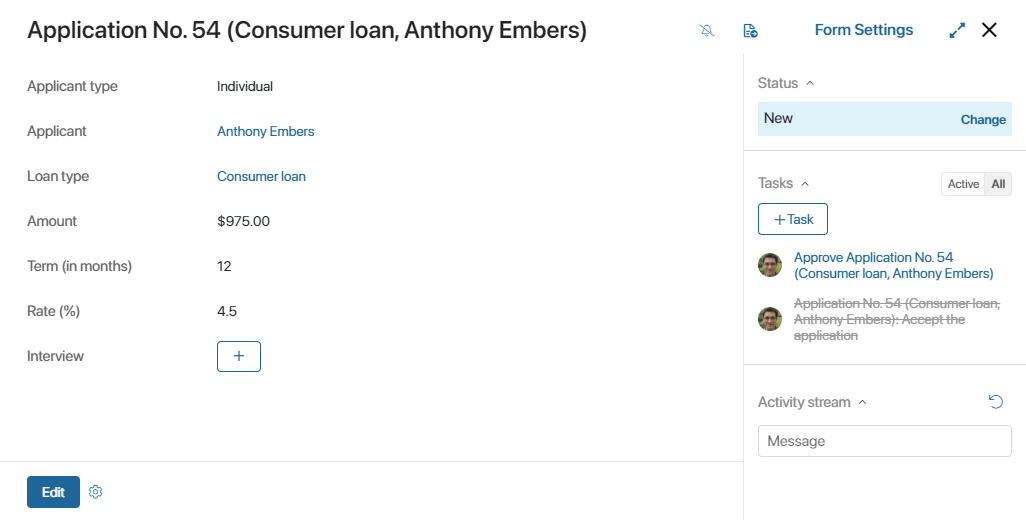 Application No. 54 (Consumer loan, Anthony Embers)
Form Settings
Applicant type Individual
Applicant Anthony Embers
Loan type Consumer loan
Amount $975.00
Term (in months) 12
Rate (%) 4.5
Interview +
Edit
Status
New Change
Tasks Active All
+Task
Approve Application No. 54
(Consumer loan, Anthony Embers)
Application No. 54 (Consumer loan,
Anthony Embers): Accept the
application
Activity stream
Message